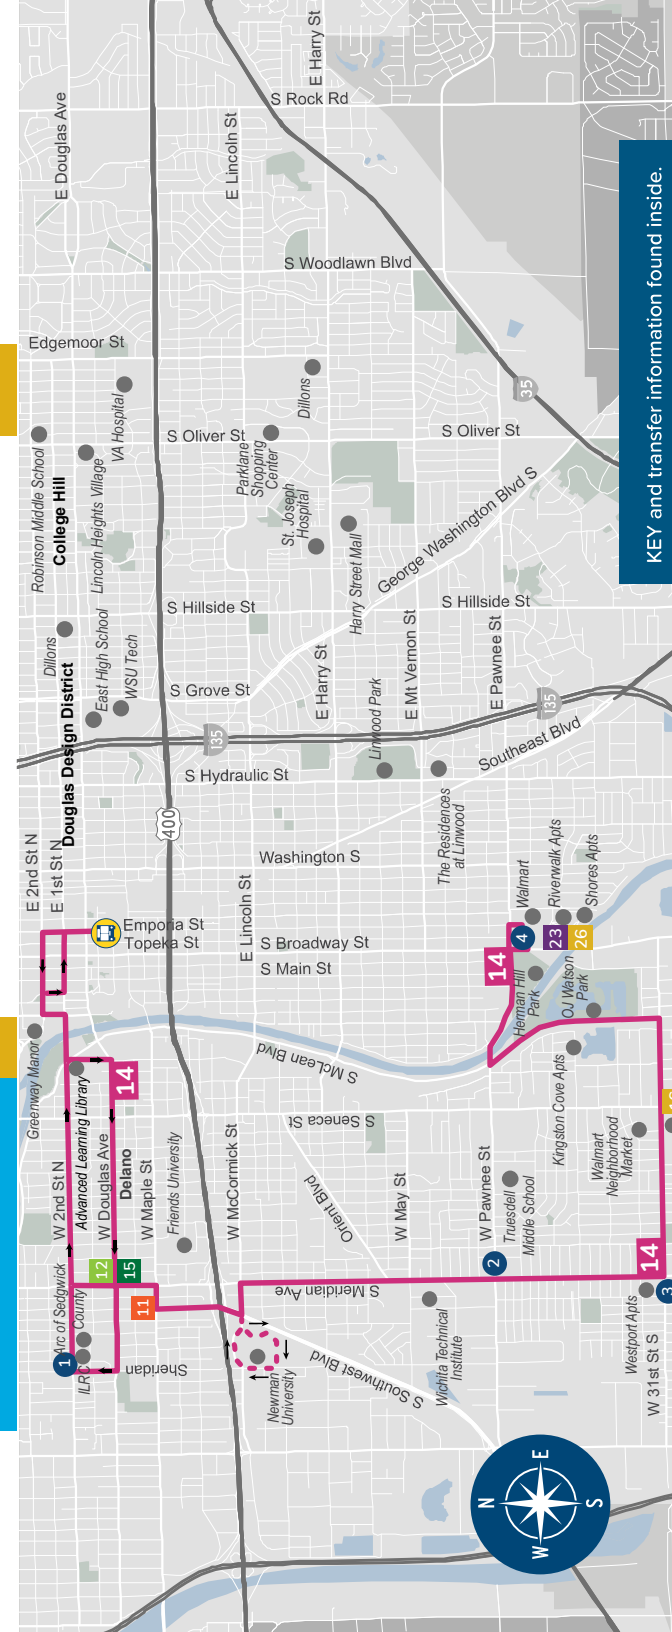 E Douglas Ave
E Lincoln St
E Harry St
S Rock Rd
S Woodlawn Blvd
KEY and transfer information found inside.
Edgemoor St
Dillons
35
VA Hospital
Robinson Middle School
College Hill
Lincoln Heights Village
S Oliver St
Parklane
Shopping
Center
S Oliver St
St. Joseph
Hospital
Harry Street Mall
George Washington Blvd S
S Hillside St
S Hillside St
Dillons
East High School
WSU Tech
Douglas Design District
S Grove St
E Harry St
E Mt Vernon St
E Pawnee St
135
135
Linwood Park
S Hydraulic St
Southeast Blvd
400
The Residences
at Linwood
Washington S
E 2nd St N
E 1st St N
Emporia St
Topeka St
E Lincoln St
S Broadway St
S Main St
Walmart
Riverwalk Apts
Shores Apts
4
23
26
14
Herman Hill
Park
OJ Watson
Park
Greenway Manor
Advanced Learning Library
14
S McLean Blvd
Kingston Cove Apts
S Seneca St
Walmart
Neighborhood
Market
W 2nd St N
W Douglas Ave
Delano
W Maple St
Friends University
W McCormick St
Orient Blvd
W May St
W Pawnee St
Truesdell
Middle School
2
12
15
11
14
S Meridian Ave
3
Arc of Sedgwick
County
1
ILRC
Sheridan
Newman
University
S Southwest Blvd
Wichita Technical
Institute
Westport Apts
W 31st St S
N
E
S
W